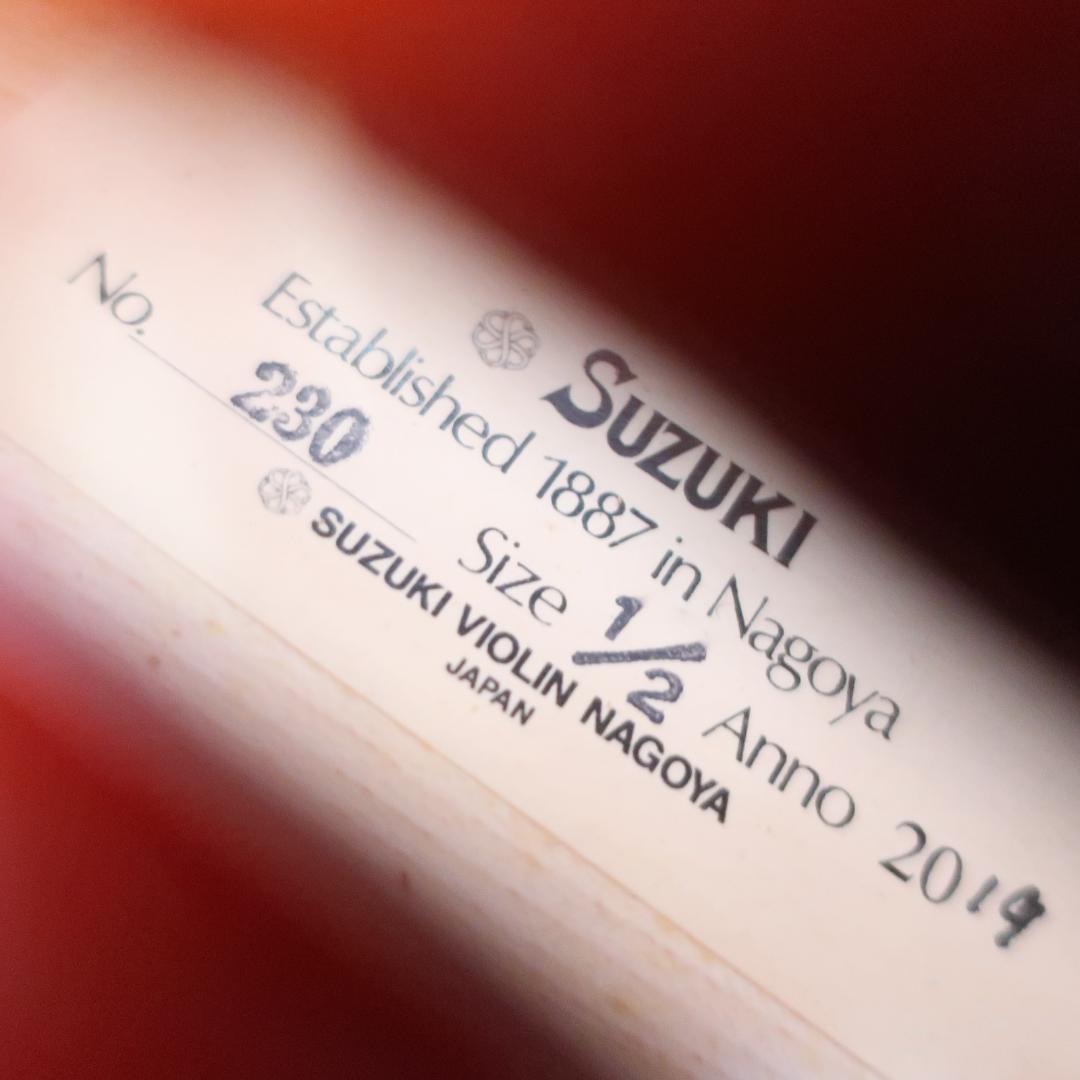 SUZUKI
Established 1887 in Nagoya
No. 230 Size 1/2 Anno 2019
SUZUKI VIOLIN NAGOYA
JAPAN